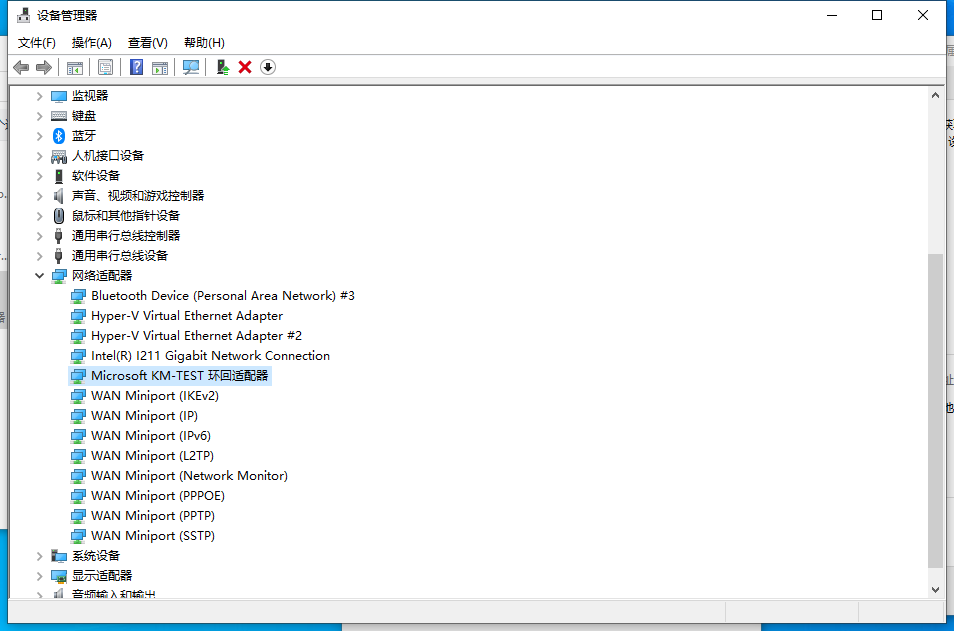 设备管理器
文件(F) 操作(A) 查看(V) 帮助(H)
监视器
键盘
蓝牙
人机接口设备
软件设备
声音、视频和游戏控制器
鼠标和其他指针设备
通用串行总线控制器
通用串行总线设备
网络适配器
Bluetooth Device (Personal Area Network) #3
Hyper-V Virtual Ethernet Adapter
Hyper-V Virtual Ethernet Adapter #2
Intel(R) I211 Gigabit Network Connection
Microsoft KM-TEST 环回适配器
WAN Miniport (IKEv2)
WAN Miniport (IP)
WAN Miniport (IPv6)
WAN Miniport (L2TP)
WAN Miniport (Network Monitor)
WAN Miniport (PPPOE)
WAN Miniport (PPTP)
WAN Miniport (SSTP)
系统设备
显示适配器
音频输入和输出